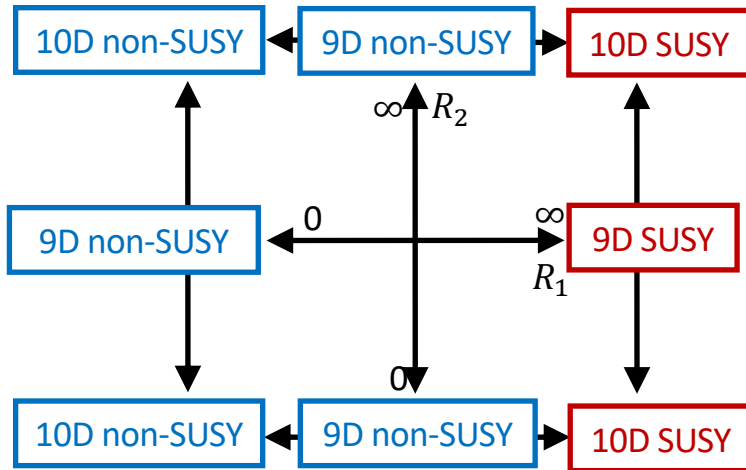 10D non-SUSY
9D non-SUSY
10D SUSY
∞ R₂
9D non-SUSY
0
∞
9D SUSY
R₁
0
10D non-SUSY
9D non-SUSY
10D SUSY